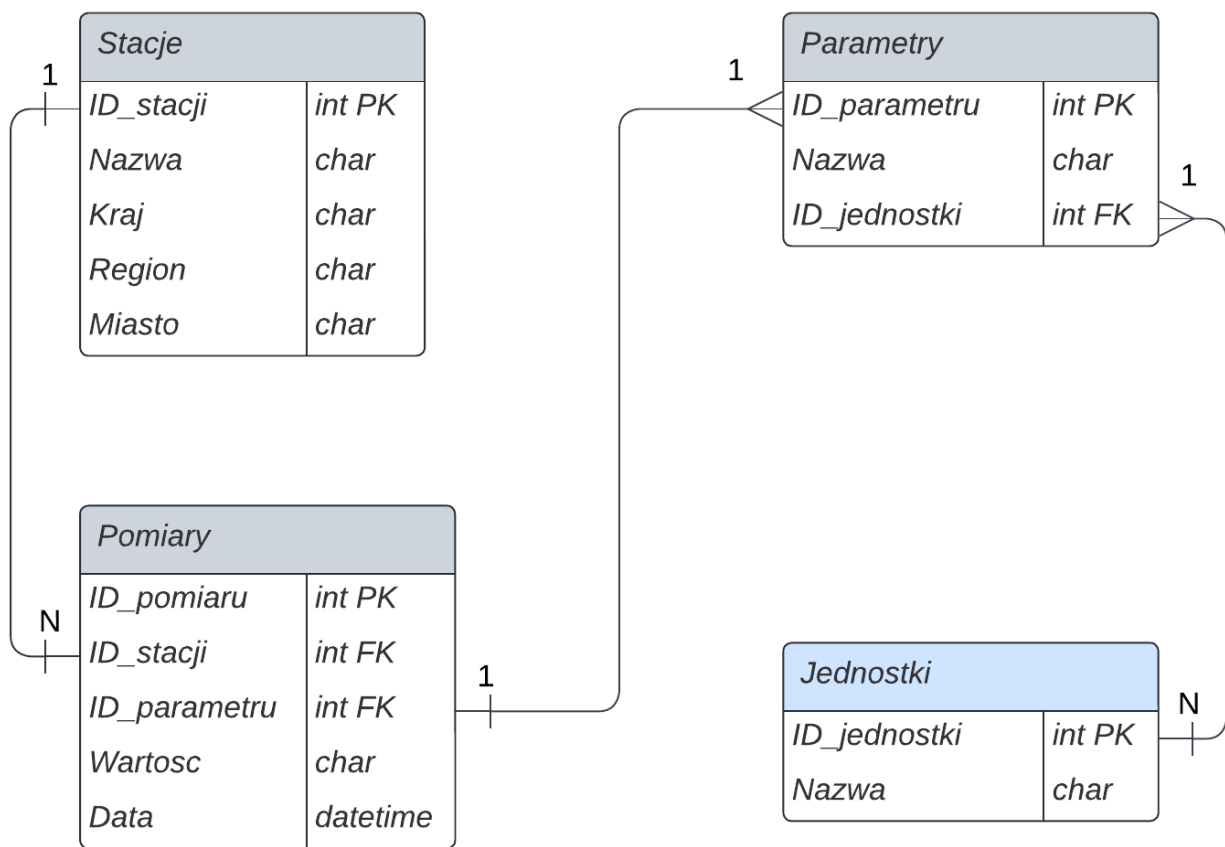 Stacje
1
ID_stacji int PK
Nazwa char
Kraj char
Region char
Miasto char
Parametry
1
ID_parametru int PK
Nazwa char
1
ID_jednostki int FK
Pomiary
ID_pomiaru int PK
N
ID_stacji int FK
1
ID_parametru int FK
Wartosc char
Data datetime
Jednostki
N
ID_jednostki int PK
Nazwa char